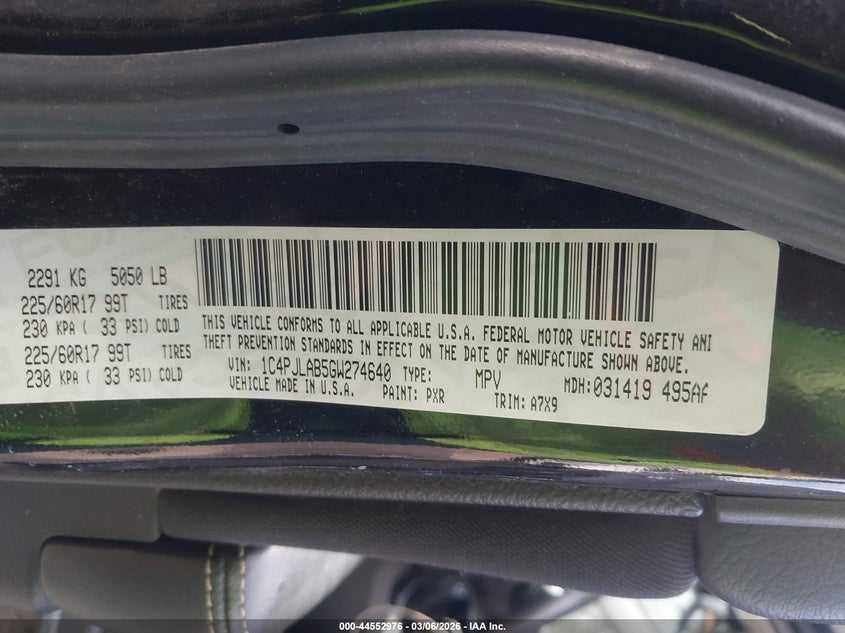 2291 KG 5050 LB
225/60R17 99T TIRES
230 KPA ( 33 PSI) COLD
225/60R17 99T TIRES
230 KPA ( 33 PSI) COLD
THIS VEHICLE CONFORMS TO ALL APPLICABLE U.S.A. FEDERAL MOTOR VEHICLE SAFETY AND
THEFT PREVENTION STANDARDS IN EFFECT ON THE DATE OF MANUFACTURE SHOWN ABOVE.
VIN: 1C4PJLAB5GW274640 TYPE: MPV MDH:031419 495AF
VEHICLE MADE IN U.S.A. PAINT: PXR TRIM: A7X9
000-44552976 - 03/06/2026 - IAA Inc.